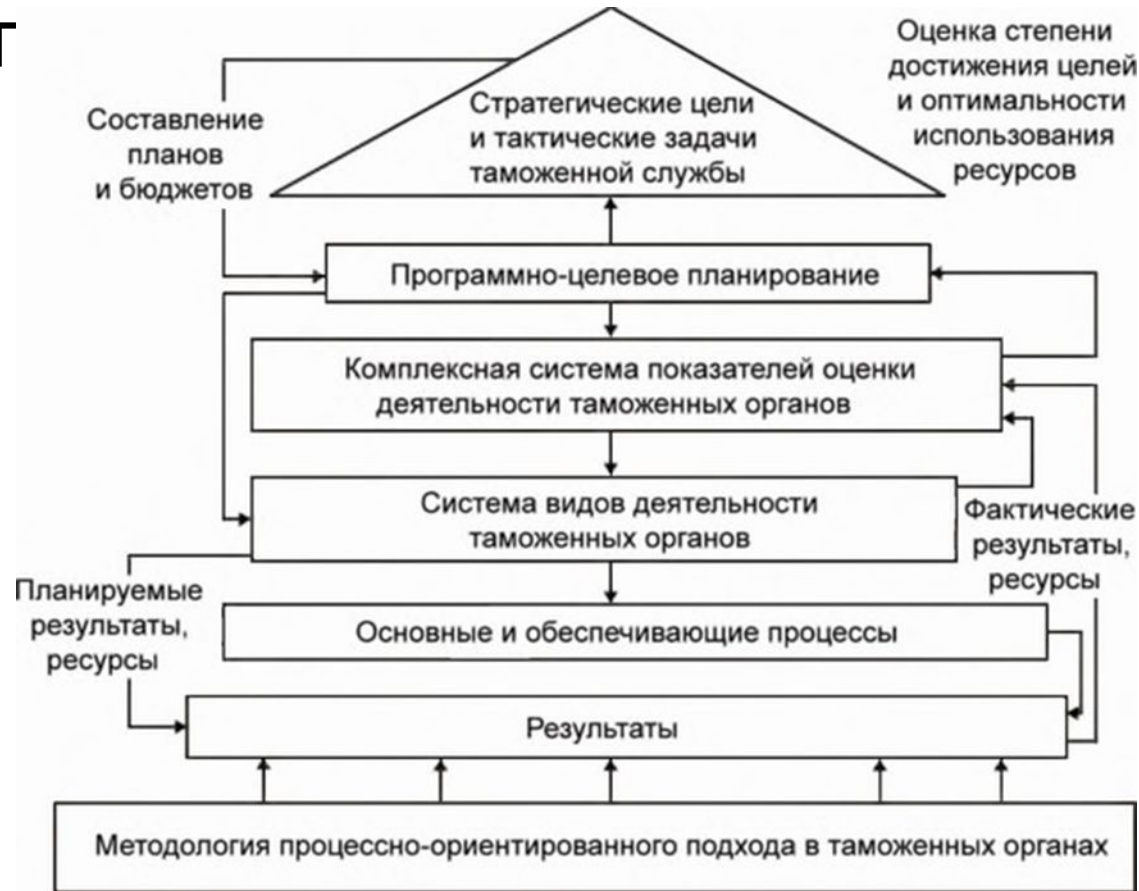 Оценка степени
достижения целей
и оптимальности
использования
ресурсов
Стратегические цели
и тактические задачи
таможенной службы
Составление
планов
и бюджетов
Программно-целевое планирование
Комплексная система показателей оценки
деятельности таможенных органов
Система видов деятельности
таможенных органов
Фактические
результаты,
ресурсы
Планируемые
результаты,
ресурсы
Основные и обеспечивающие процессы
Результаты
Методология процессно-ориентированного подхода в таможенных органах